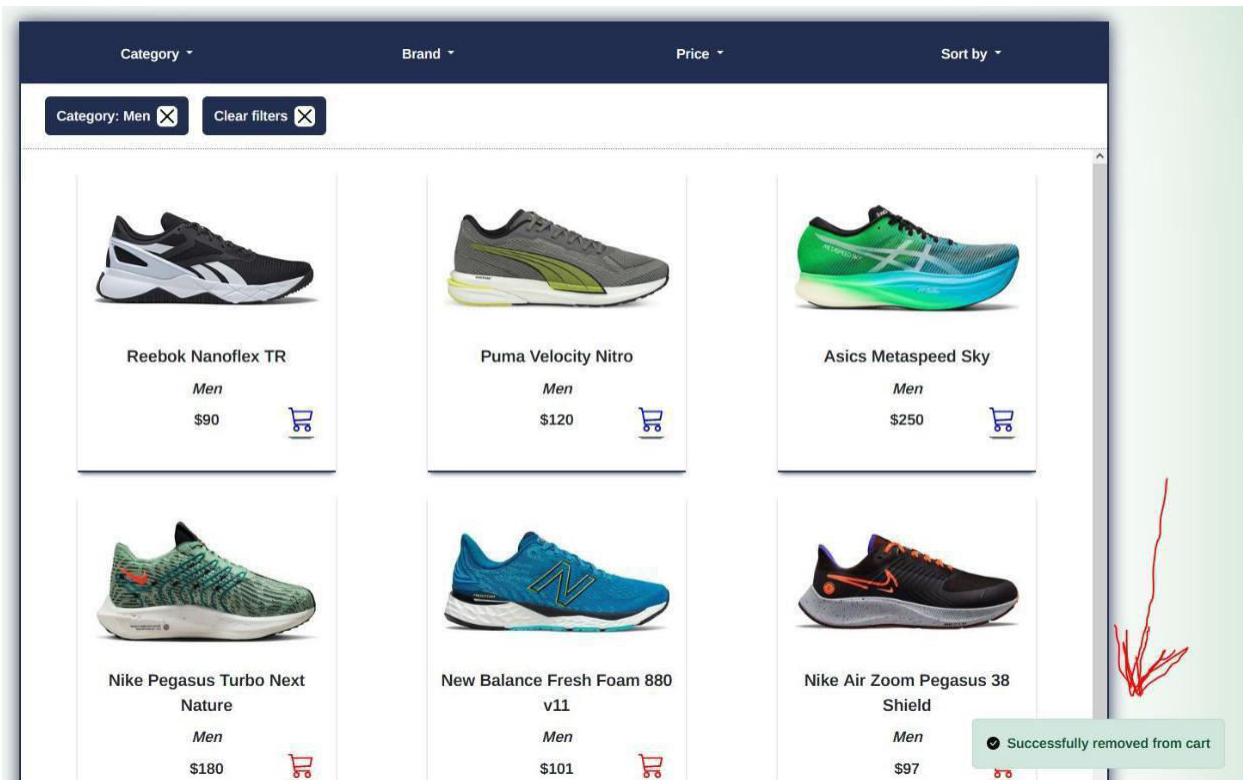 Category
Brand
Price
Sort by
Category: Men
Clear filters
Reebok Nanoflex TR
Men
$90
Puma Velocity Nitro
Men
$120
Asics Metaspeed Sky
Men
$250
Nike Pegasus Turbo Next
Nature
Men
$180
New Balance Fresh Foam 880
v11
Men
$101
Nike Air Zoom Pegasus 38
Shield
Men
$97
Successfully removed from cart